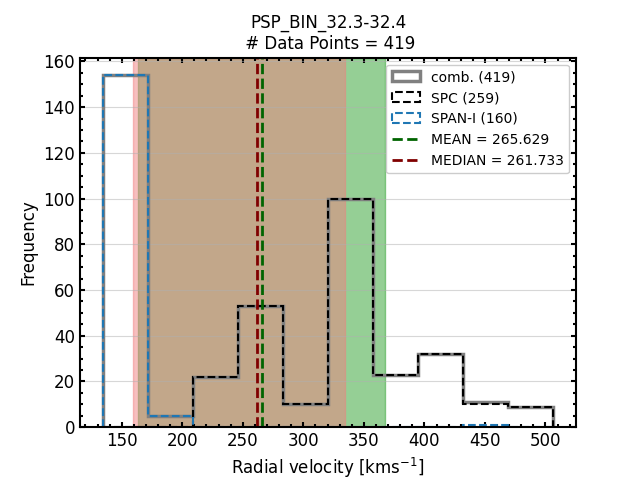 PSP_BIN_32.3-32.4
# Data Points = 419
160
140
120
100
80
60
40
20
0
Frequency
comb. (419)
SPC (259)
SPAN-I (160)
MEAN = 265.629
MEDIAN = 261.733
150 200 250 300 350 400 450 500
Radial velocity [kms⁻¹]